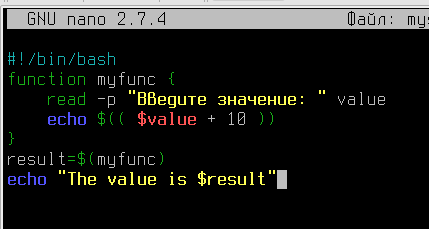 GNU nano 2.7.4 Файл: mys
#!/bin/bash
function myfunc {
    read -p "Введите значение: " value
    echo $(( $value + 10 ))
}
result=$(myfunc)
echo "The value is $result"